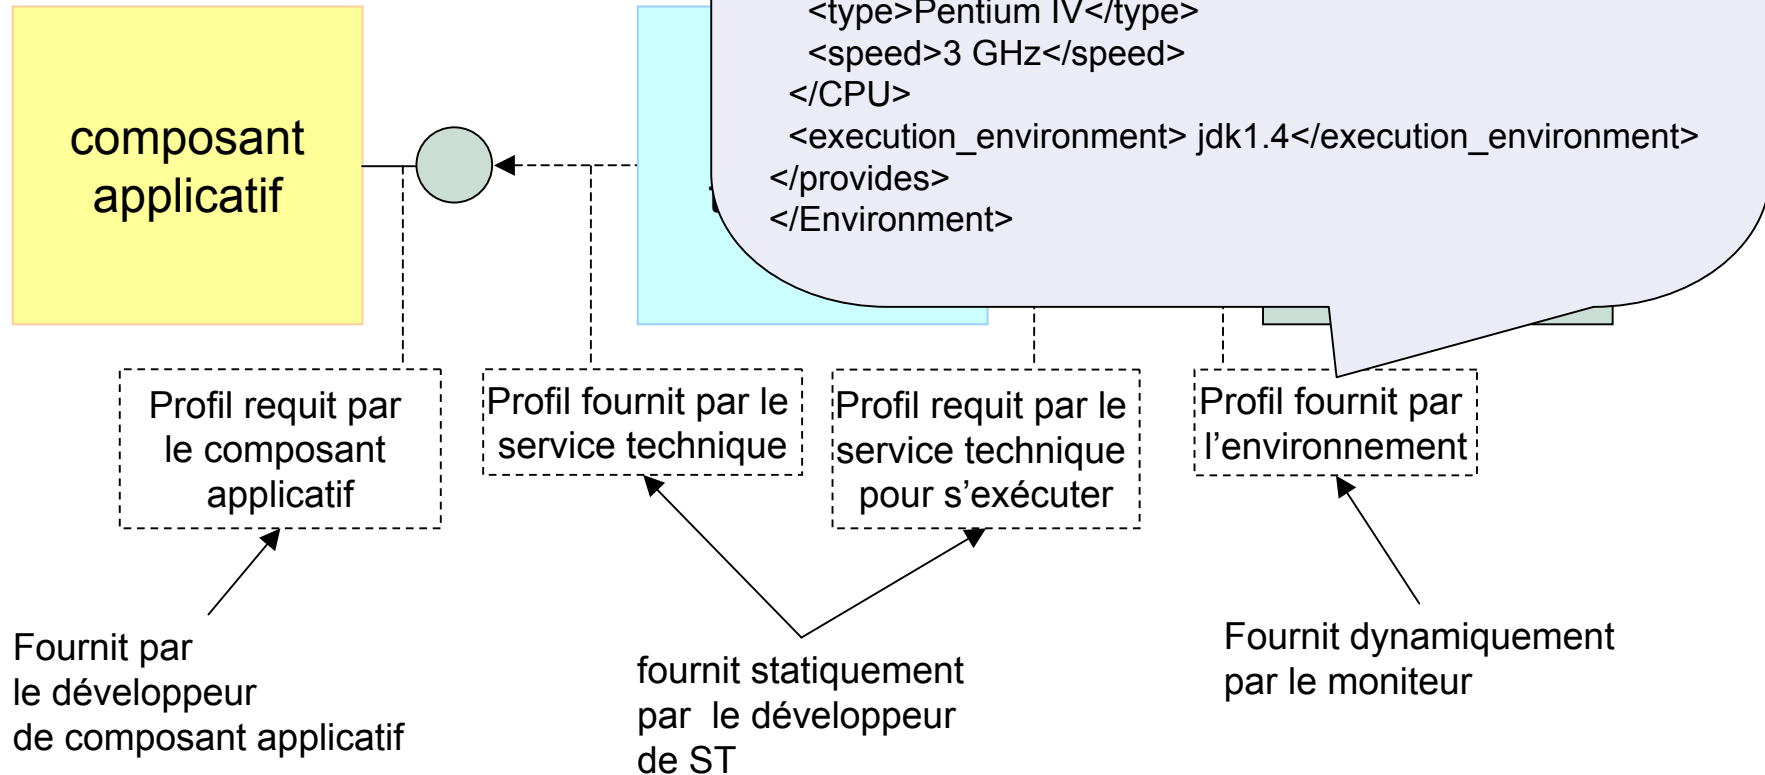 <type>Pentium IV</type>
<speed>3 GHz</speed>
</CPU>
<execution_environment> jdk1.4</execution_environment>
</provides>
</Environment>
composant
applicatif
Profil requit par
le composant
applicatif
Profil fournit par le
service technique
Profil requit par le
service technique
pour s’exécuter
Profil fournit par
l’environnement
Fournit par
le développeur
de composant applicatif
fournit statiquement
par le développeur
de ST
Fournit dynamiquement
par le moniteur